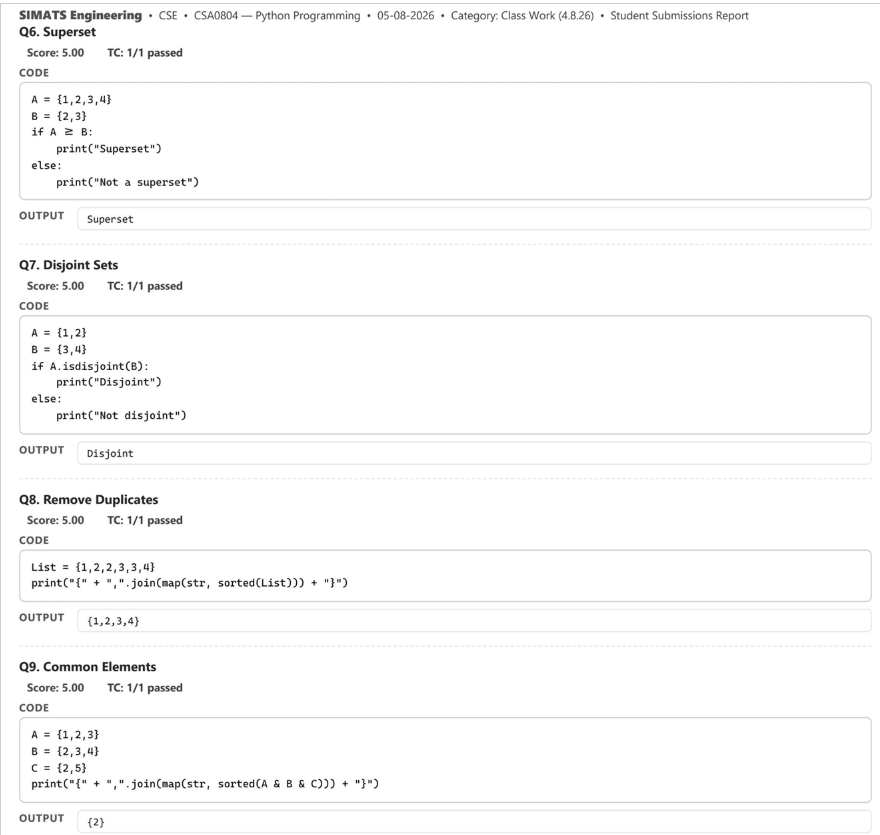 SIMATS Engineering • CSE • CSA0804 — Python Programming • 05-08-2026 • Category: Class Work (4.8.26) • Student Submissions Report
Q6. Superset
Score: 5.00 TC: 1/1 passed
CODE
A = {1,2,3,4}
B = {2,3}
if A ≥ B:
    print("Superset")
else:
    print("Not a superset")
OUTPUT Superset
Q7. Disjoint Sets
Score: 5.00 TC: 1/1 passed
CODE
A = {1,2}
B = {3,4}
if A.isdisjoint(B):
    print("Disjoint")
else:
    print("Not disjoint")
OUTPUT Disjoint
Q8. Remove Duplicates
Score: 5.00 TC: 1/1 passed
CODE
List = {1,2,2,3,3,4}
print("{" + ",".join(map(str, sorted(List))) + "}")
OUTPUT {1,2,3,4}
Q9. Common Elements
Score: 5.00 TC: 1/1 passed
CODE
A = {1,2,3}
B = {2,3,4}
C = {2,5}
print("{" + ",".join(map(str, sorted(A & B & C))) + "}")
OUTPUT {2}